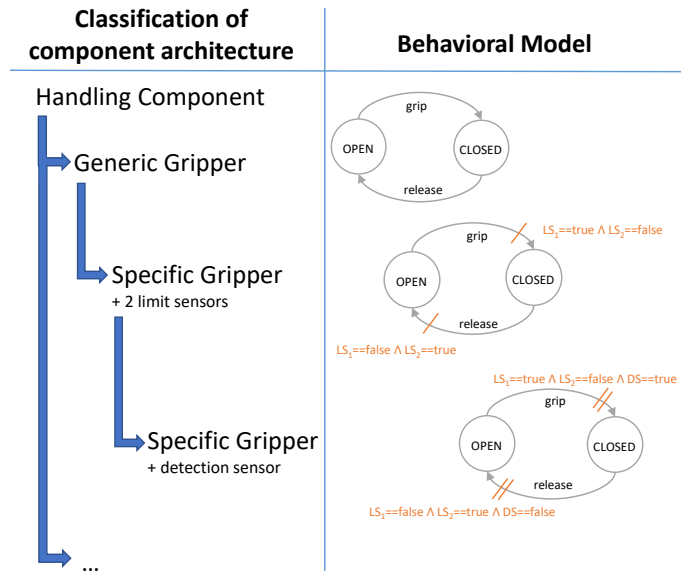 Classification of
component architecture
Behavioral Model
Handling Component
grip
OPEN
CLOSED
release
Generic Gripper
LS₁==true Λ LS₂==false
grip
OPEN
CLOSED
release
LS₁==false Λ LS₂==true
Specific Gripper
+ 2 limit sensors
LS₁==true Λ LS₂==false Λ DS==true
grip
OPEN
CLOSED
release
LS₁==false Λ LS₂==true Λ DS==false
Specific Gripper
+ detection sensor
...